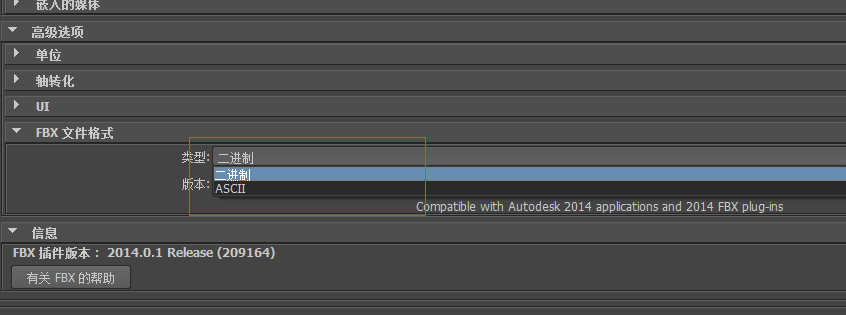 嵌入的媒体
高级选项
单位
轴转化
UI
FBX 文件格式
类型: 二进制
二进制
版本:
ASCII
Compatible with Autodesk 2014 applications and 2014 FBX plug-ins
信息
FBX 插件版本： 2014.0.1 Release (209164)
有关 FBX 的帮助